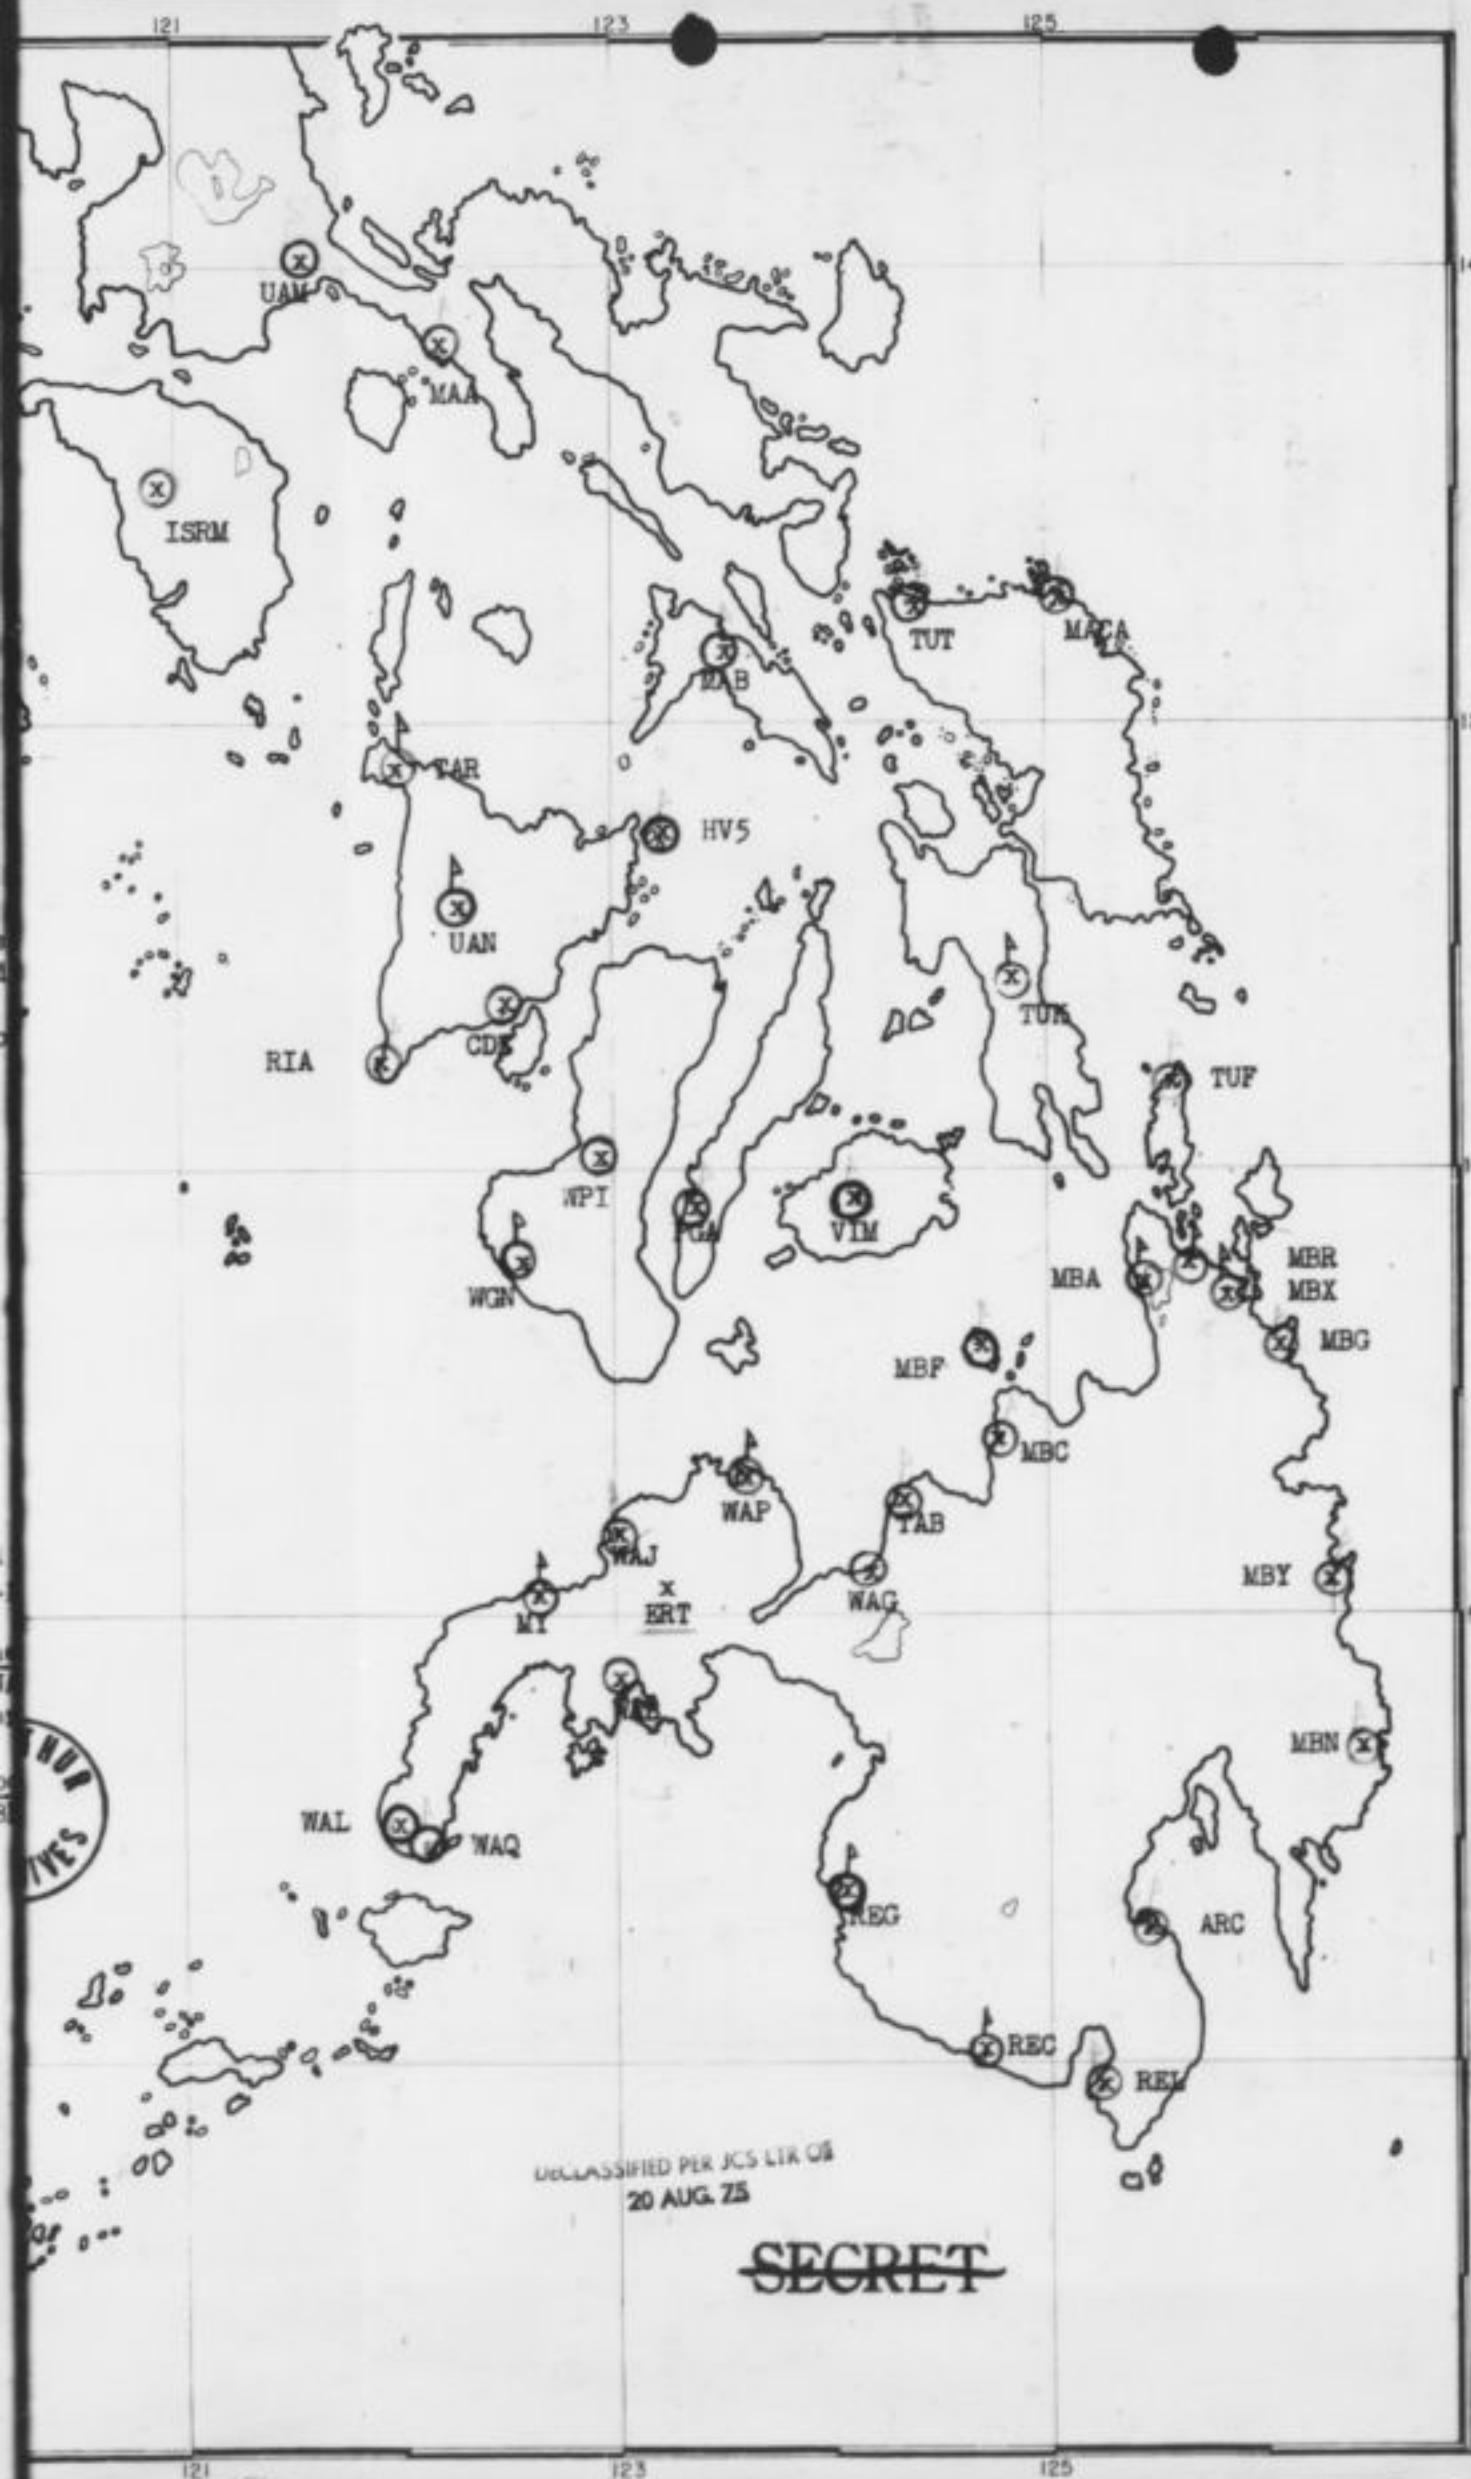 121 123 125
UAM
MAA
ISRM
TUT
MACA
MAB
TAR
HV5
UAN
RIA
TUF
WPI
PGA
VIM
WGN
MBA
MBR
MBX
MBG
MBF
MBC
WAP
TAB
WAJ
MBY
WAG
ERT
MBN
WAL
WAQ
REG
ARC
REC
REL
DECLASSIFIED PER JCS LTR OF
20 AUG. 75
SECRET
121 123 125